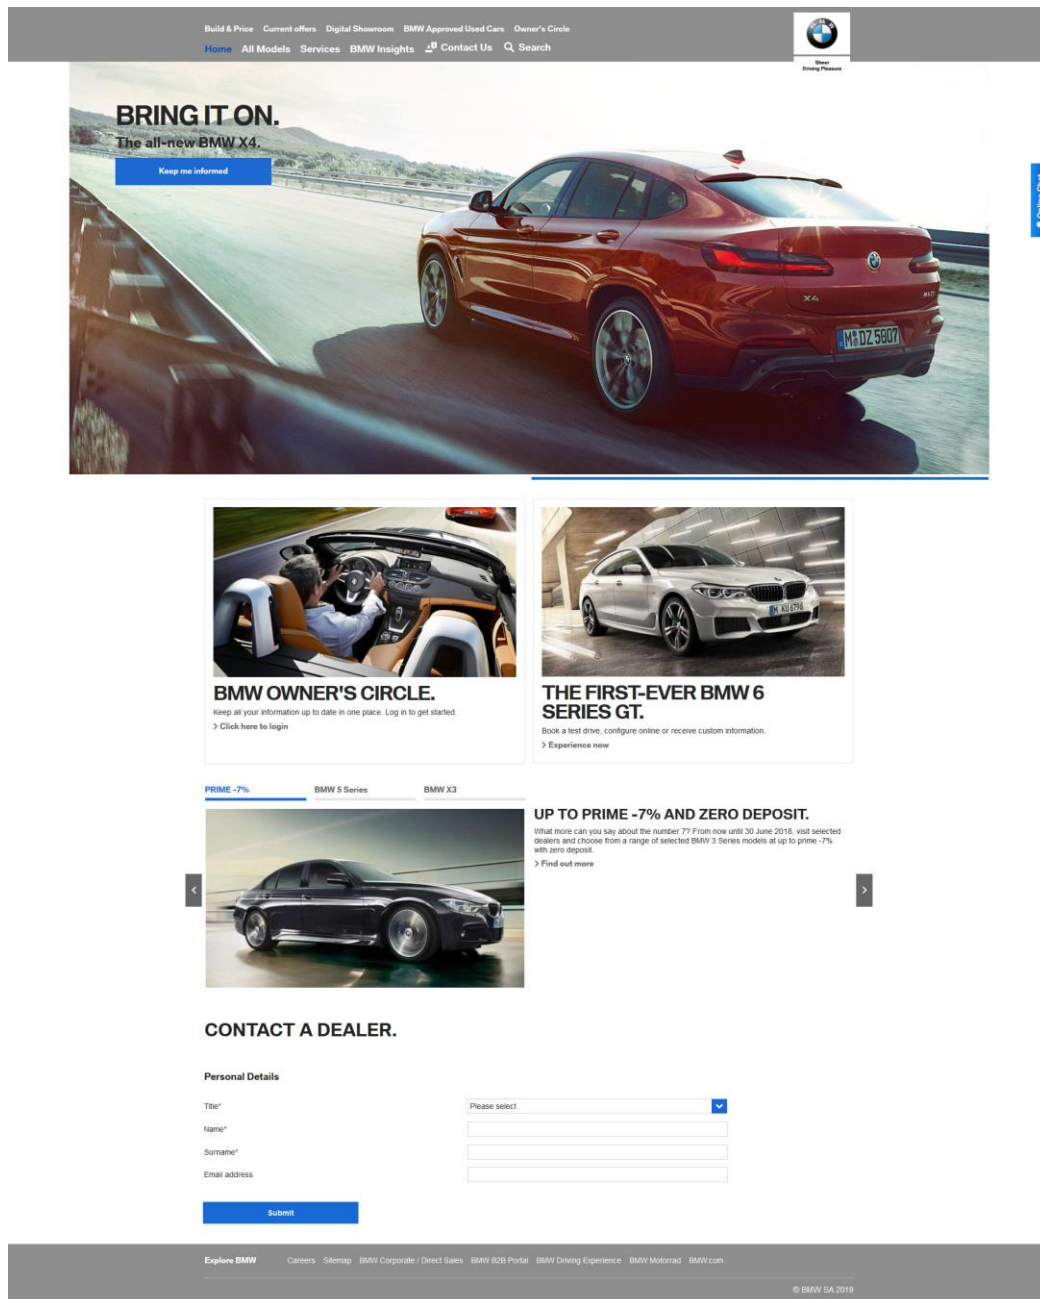 Build & Price Current offers Digital Showroom BMW Approved Used Cars Owner's Circle
Home All Models Services BMW Insights Contact Us Search
BMW
Sheer
Driving Pleasure
BRING IT ON.
The all-new BMW X4.
Keep me informed
Online Chat
X4
M DZ 5907
BMW OWNER'S CIRCLE.
Keep all your information up to date in one place. Log in to get started.
> Click here to login
M KU 6796
THE FIRST-EVER BMW 6
SERIES GT.
Book a test drive, configure online or receive custom information.
> Experience now
PRIME -7% BMW 5 Series BMW X3
UP TO PRIME -7% AND ZERO DEPOSIT.
What more can you say about the number 7? From now until 30 June 2018, visit selected
dealers and choose from a range of selected BMW 3 Series models at up to prime -7%
with zero deposit.
> Find out more
CONTACT A DEALER.
Personal Details
Title* Please select
Name*
Surname*
Email address
Submit
Explore BMW Careers Sitemap BMW Corporate / Direct Sales BMW B2B Portal BMW Driving Experience BMW Motorrad BMW.com
© BMW SA 2018